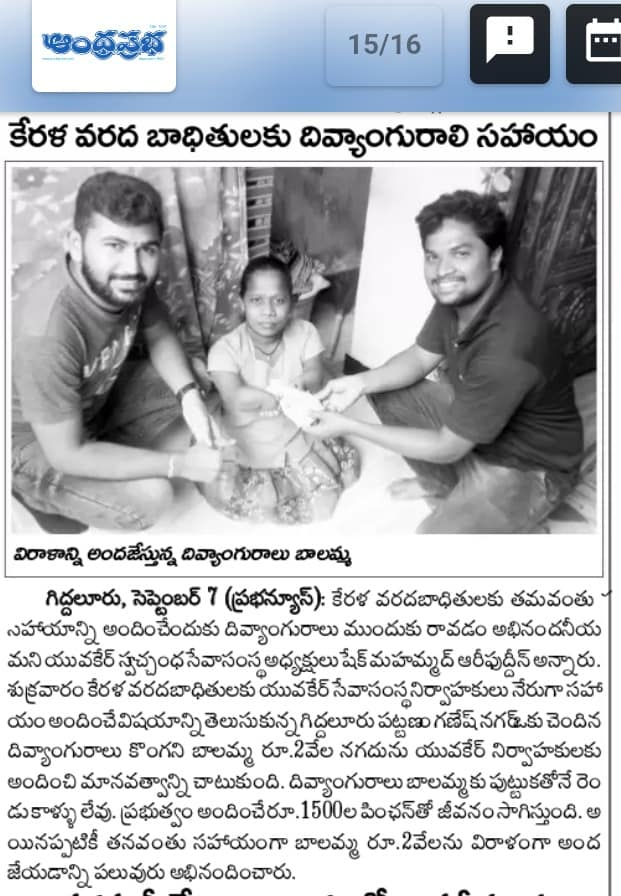 ఆంధ్రప్రభ
15/16
కేరళ వరద బాధితులకు దివ్యాంగురాలి సహాయం
విరాళాన్ని అందజేస్తున్న దివ్యాంగురాలు బాలమ్మ
గిద్దలూరు, సెప్టెంబర్ 7 (ప్రభన్యూస్): కేరళ వరదబాధితులకు తమవంతు
సహాయాన్ని అందించేందుకు దివ్యాంగురాలు ముందుకు రావడం అభినందనీయ
మని యువకేర్ స్వచ్ఛంధసేవాసంస్థ అధ్యక్షులు షేక్ మహమ్మద్ ఆరీఫుద్దీన్ అన్నారు.
శుక్రవారం కేరళ వరదబాధితులకు యువకేర్ సేవాసంస్థ నిర్వాహకులు నేరుగా సహా
యం అందించే విషయాన్ని తెలుసుకున్న గిద్దలూరు పట్టణం గణేష్ నగర్‌కు చెందిన
దివ్యాంగురాలు కొంగని బాలమ్మ రూ.2వేల నగదును యువకేర్ నిర్వాహకులకు
అందించి మానవత్వాన్ని చాటుకుంది. దివ్యాంగురాలు బాలమ్మకు పుట్టుకతోనే రెం
డు కాళ్ళు లేవు. ప్రభుత్వం అందించే రూ.1500ల పింఛన్‌తో జీవనం సాగిస్తుంది. అ
యినప్పటికీ తనవంతు సహాయంగా బాలమ్మ రూ.2వేలను విరాళంగా అంద
జేయడాన్ని పలువురు అభినందించారు.